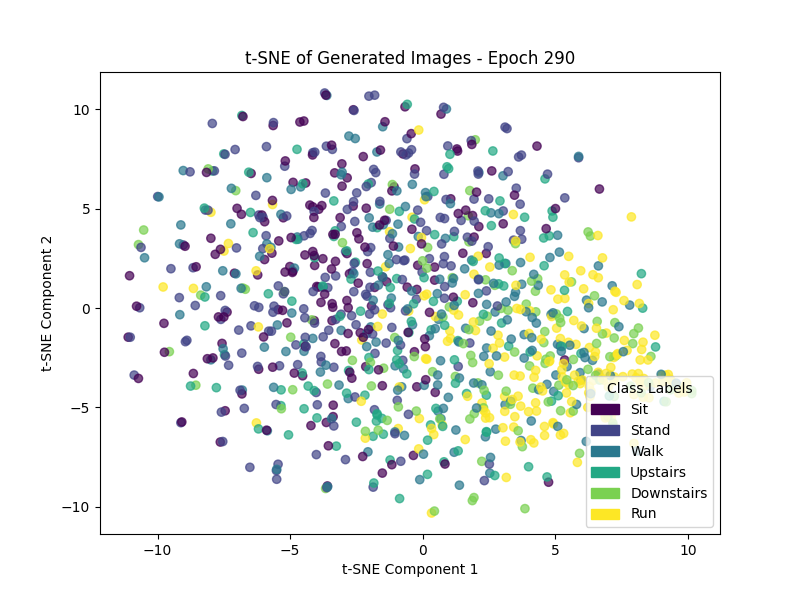 t-SNE of Generated Images - Epoch 290
t-SNE Component 2
10
5
0
−5
−10
Class Labels
Sit
Stand
Walk
Upstairs
Downstairs
Run
−10
−5
0
5
10
t-SNE Component 1